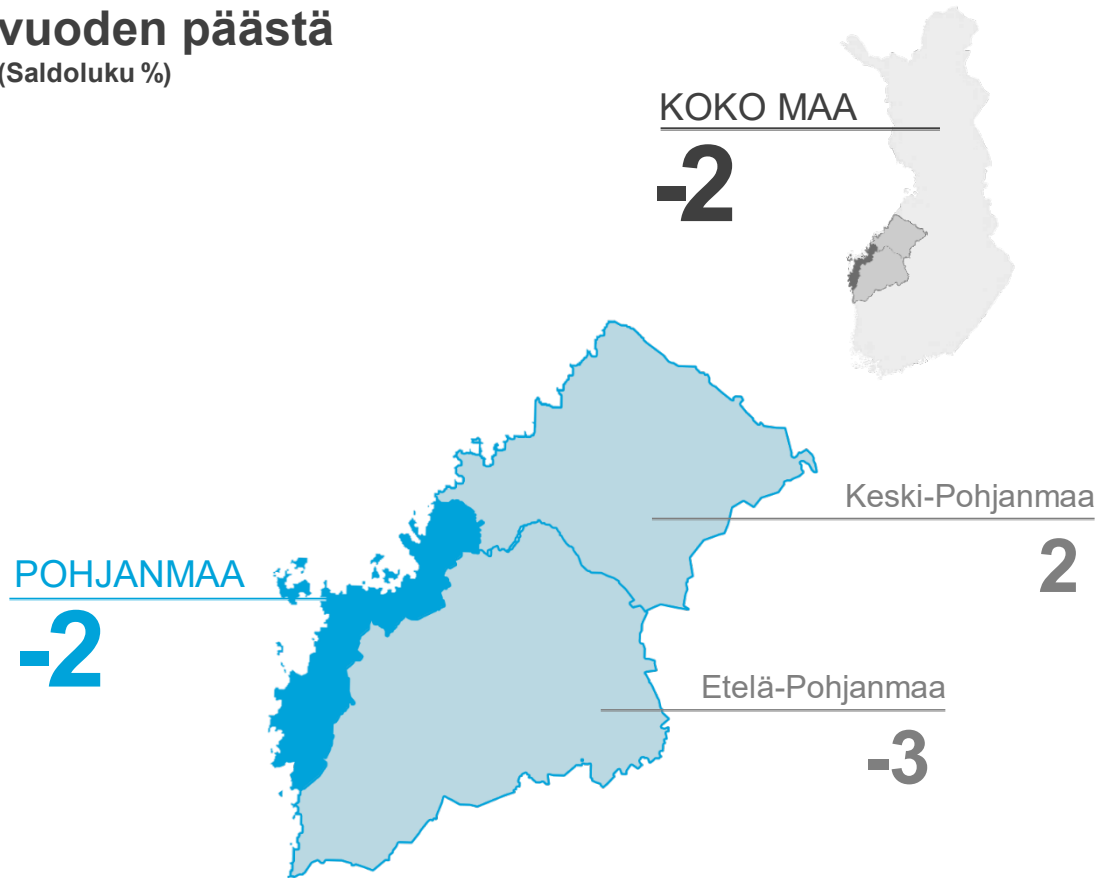 vuoden päästä
(Saldoluku %)
KOKO MAA
-2
Keski-Pohjanmaa
2
POHJANMAA
-2
Etelä-Pohjanmaa
-3